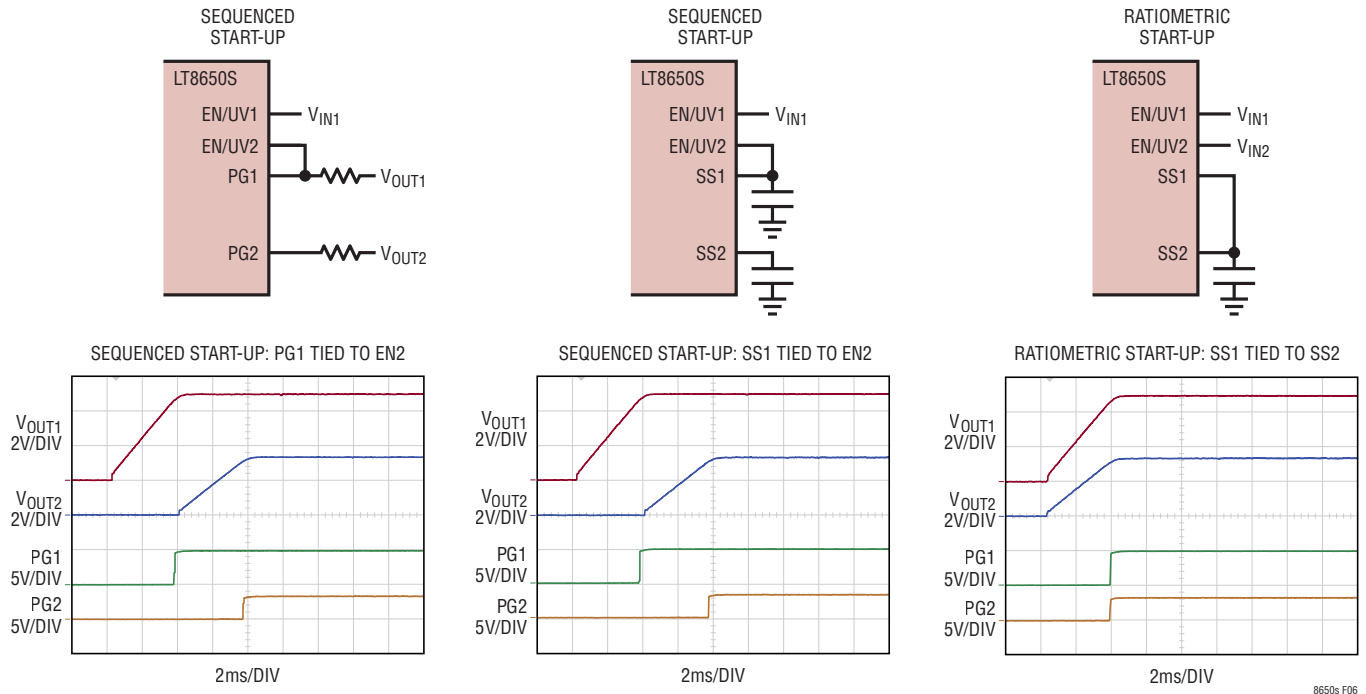 SEQUENCED
START-UP
LT8650S
EN/UV1
VIN1
EN/UV2
PG1
VOUT1
PG2
VOUT2
SEQUENCED
START-UP
LT8650S
EN/UV1
VIN1
EN/UV2
SS1
SS2
RATIOMETRIC
START-UP
LT8650S
EN/UV1
VIN1
EN/UV2
VIN2
SS1
SS2
SEQUENCED START-UP: PG1 TIED TO EN2
VOUT1
2V/DIV
VOUT2
2V/DIV
PG1
5V/DIV
PG2
5V/DIV
2ms/DIV
SEQUENCED START-UP: SS1 TIED TO EN2
VOUT1
2V/DIV
VOUT2
2V/DIV
PG1
5V/DIV
PG2
5V/DIV
2ms/DIV
RATIOMETRIC START-UP: SS1 TIED TO SS2
VOUT1
2V/DIV
VOUT2
2V/DIV
PG1
5V/DIV
PG2
5V/DIV
2ms/DIV
8650s F06